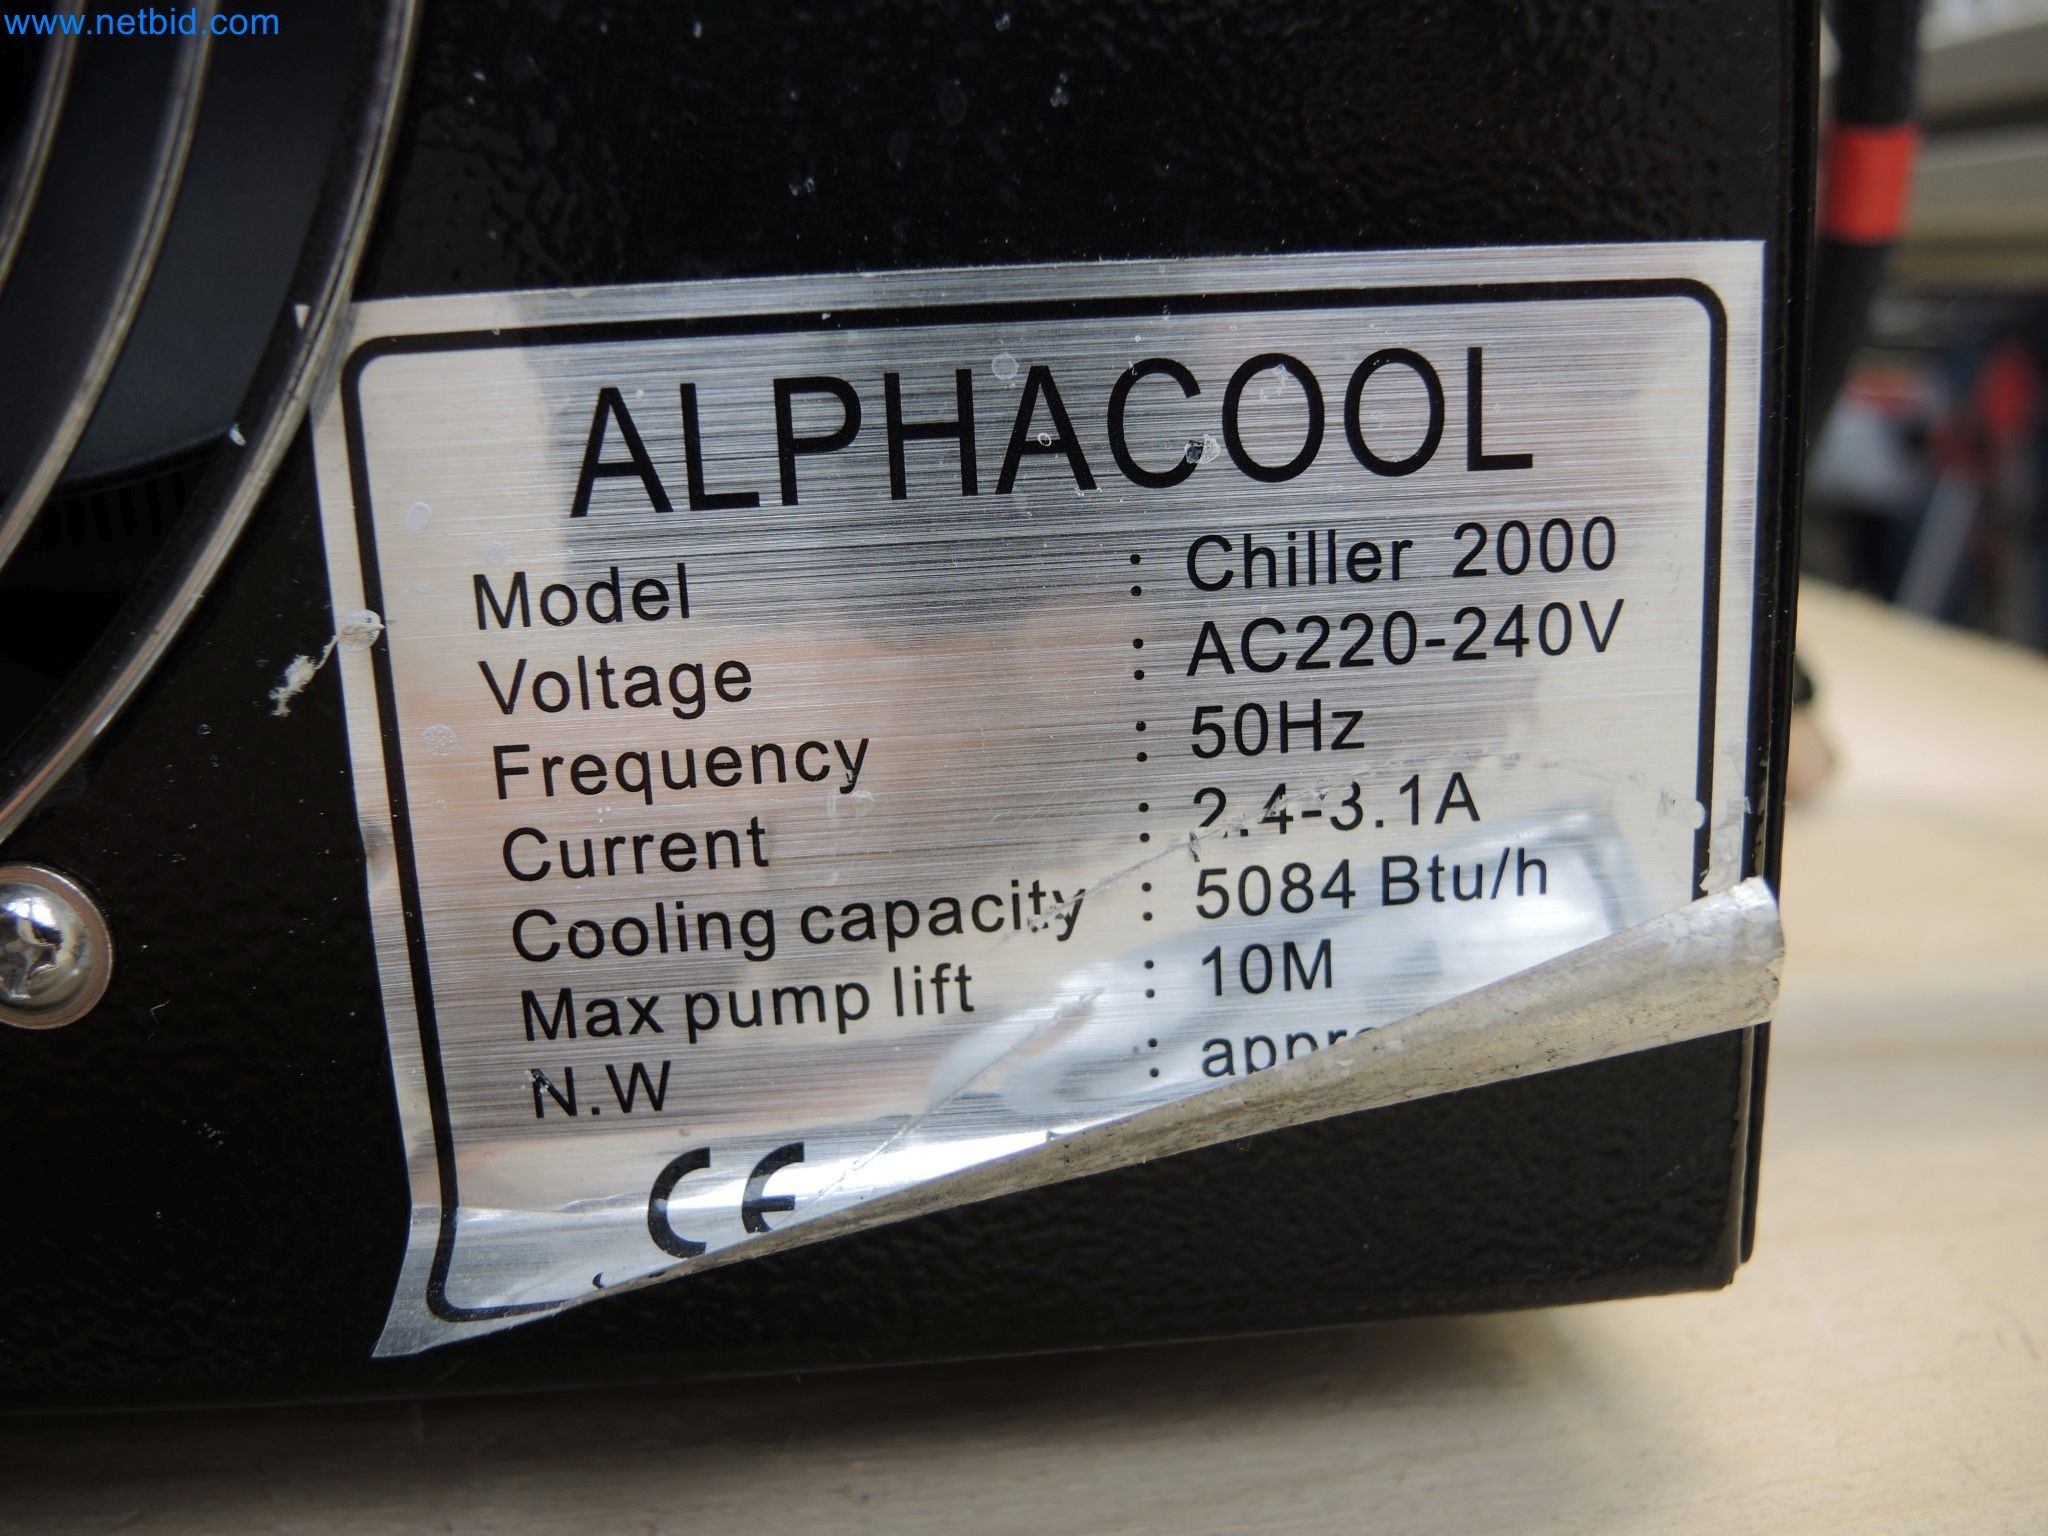 www.netbid.com
ALPHACOOL
Model : Chiller 2000
Voltage : AC220-240V
Frequency : 50Hz
Current : 2.4-3.1A
Cooling capacity : 5084 Btu/h
Max pump lift : 10M
N.W :
CE